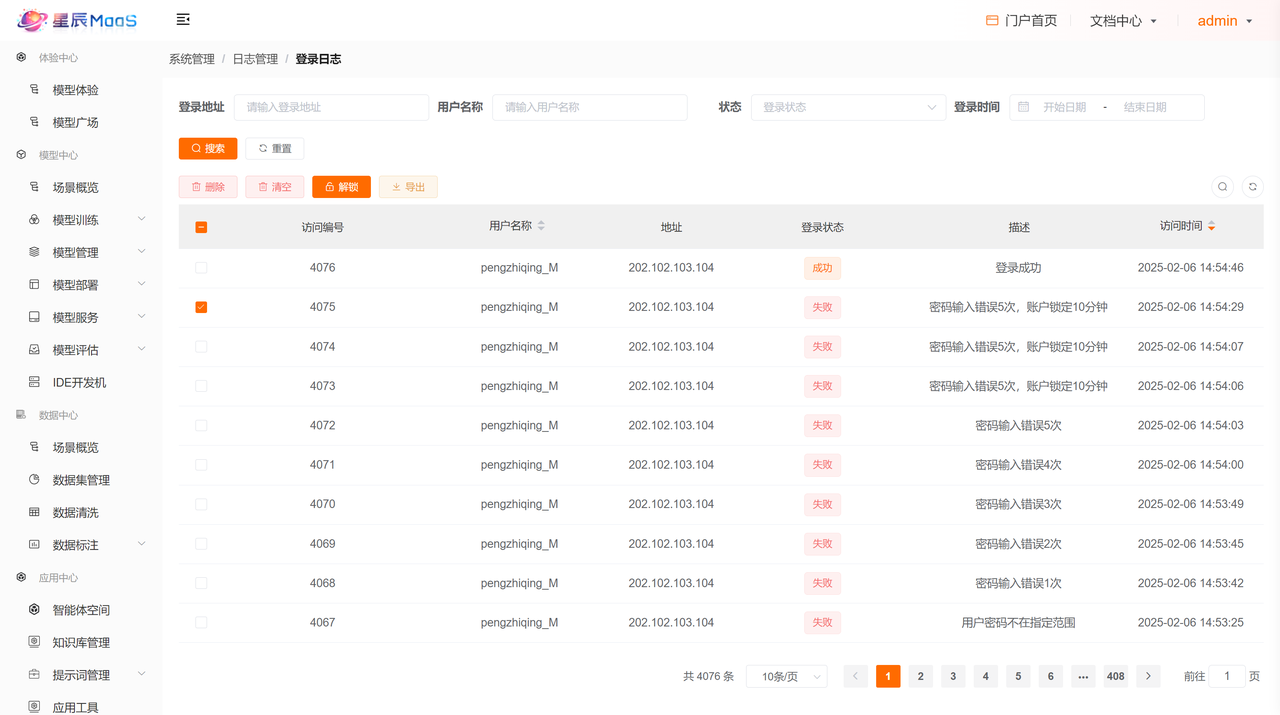 星辰MaaS
门户首页 文档中心 admin
体验中心
模型体验
模型广场
模型中心
场景概览
模型训练
模型管理
模型部署
模型服务
模型评估
IDE开发机
数据中心
场景概览
数据集管理
数据清洗
数据标注
应用中心
智能体空间
知识库管理
提示词管理
应用工具
系统管理 / 日志管理 / 登录日志
登录地址 请输入登录地址 用户名称 请输入用户名称 状态 登录状态 登录时间 开始日期 - 结束日期
搜索 重置
删除 清空 解锁 导出
访问编号 用户名称 地址 登录状态 描述 访问时间
4076 pengzhiqing_M 202.102.103.104 成功 登录成功 2025-02-06 14:54:46
4075 pengzhiqing_M 202.102.103.104 失败 密码输入错误5次，账户锁定10分钟 2025-02-06 14:54:29
4074 pengzhiqing_M 202.102.103.104 失败 密码输入错误5次，账户锁定10分钟 2025-02-06 14:54:07
4073 pengzhiqing_M 202.102.103.104 失败 密码输入错误5次，账户锁定10分钟 2025-02-06 14:54:06
4072 pengzhiqing_M 202.102.103.104 失败 密码输入错误5次 2025-02-06 14:54:03
4071 pengzhiqing_M 202.102.103.104 失败 密码输入错误4次 2025-02-06 14:54:00
4070 pengzhiqing_M 202.102.103.104 失败 密码输入错误3次 2025-02-06 14:53:49
4069 pengzhiqing_M 202.102.103.104 失败 密码输入错误2次 2025-02-06 14:53:45
4068 pengzhiqing_M 202.102.103.104 失败 密码输入错误1次 2025-02-06 14:53:42
4067 pengzhiqing_M 202.102.103.104 失败 用户密码不在指定范围 2025-02-06 14:53:25
共 4076 条 10条/页 1 2 3 4 5 6 ••• 408 前往 1 页